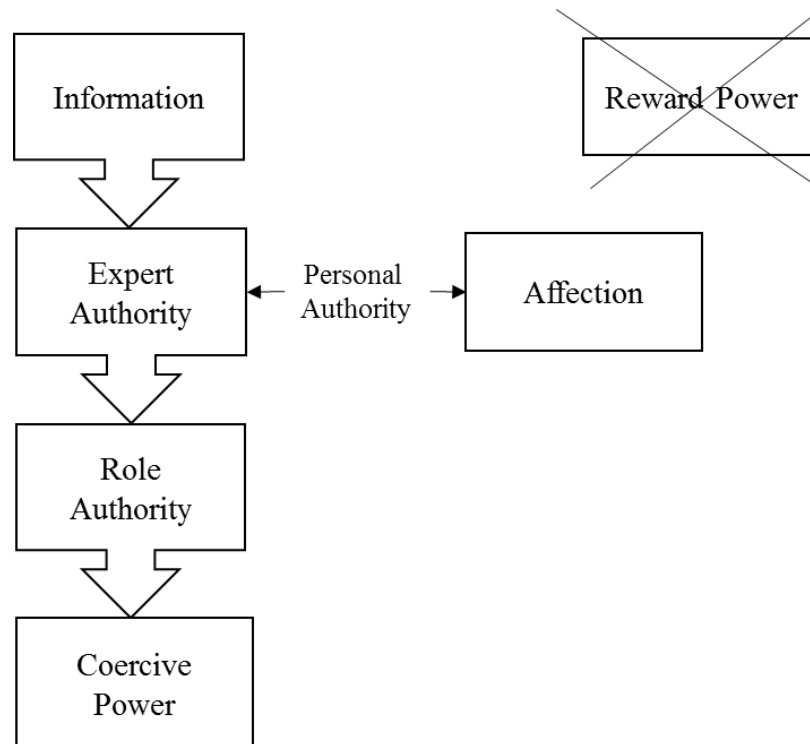 Information
Reward Power
Expert
Authority
Personal
Authority
Affection
Role
Authority
Coercive
Power